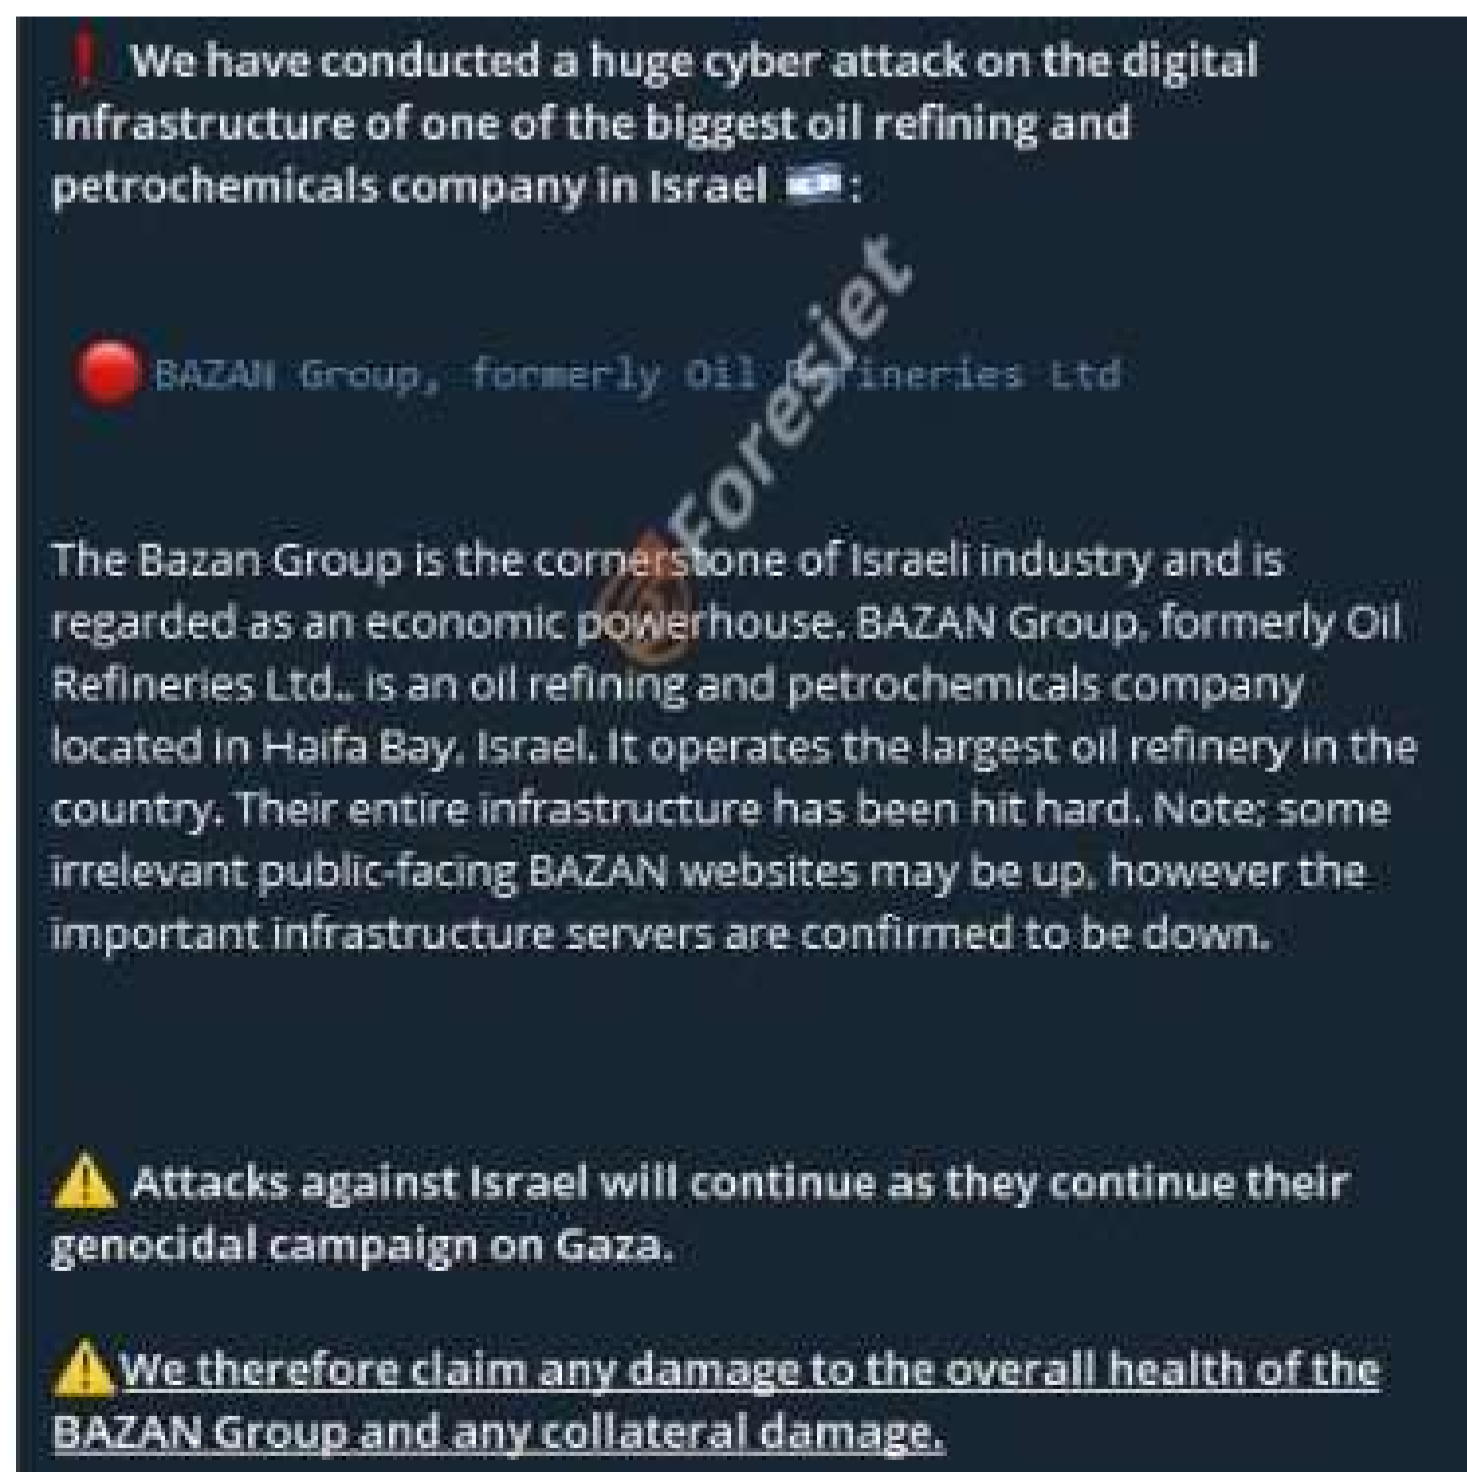 ❗ We have conducted a huge cyber attack on the digital
infrastructure of one of the biggest oil refining and
petrochemicals company in Israel 🇮🇱:
🔴 BAZAN Group, formerly Oil Refineries Ltd
Foresiet
The Bazan Group is the cornerstone of Israeli industry and is
regarded as an economic powerhouse. BAZAN Group, formerly Oil
Refineries Ltd., is an oil refining and petrochemicals company
located in Haifa Bay, Israel. It operates the largest oil refinery in the
country. Their entire infrastructure has been hit hard. Note; some
irrelevant public-facing BAZAN websites may be up, however the
important infrastructure servers are confirmed to be down.
⚠️ Attacks against Israel will continue as they continue their
genocidal campaign on Gaza.
⚠️We therefore claim any damage to the overall health of the
BAZAN Group and any collateral damage.